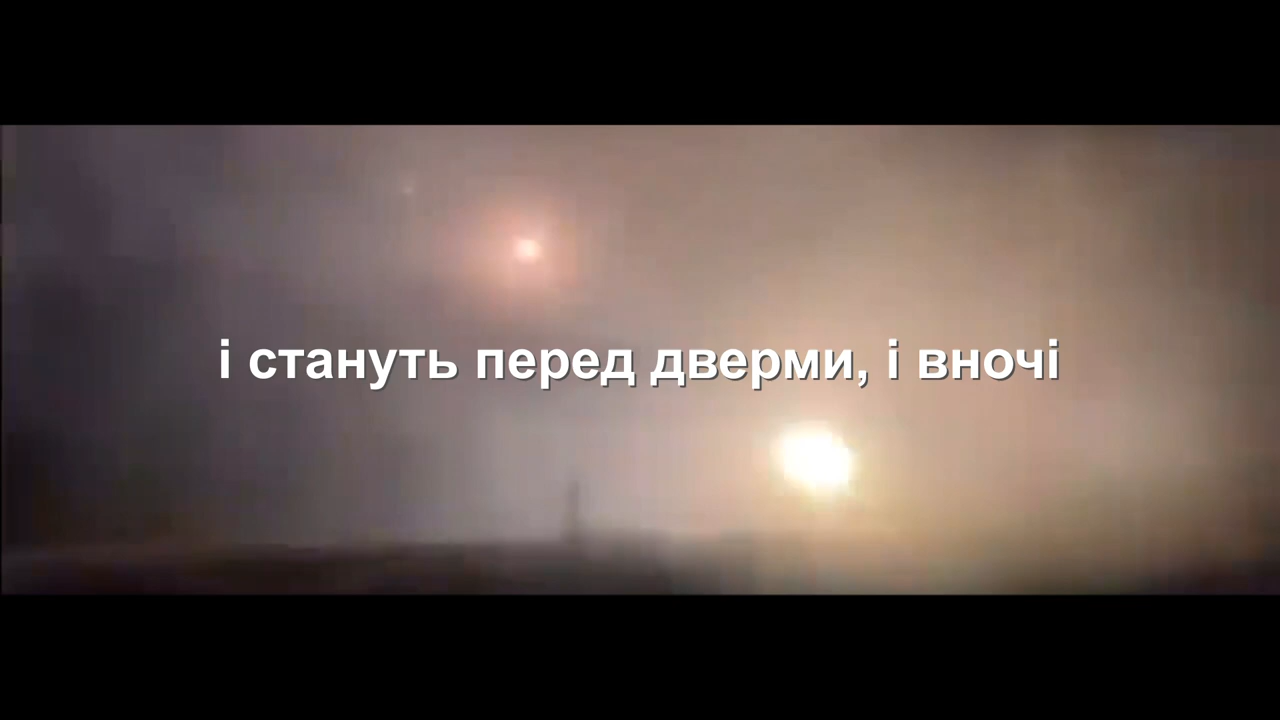 і стануть перед дверми, і вночі